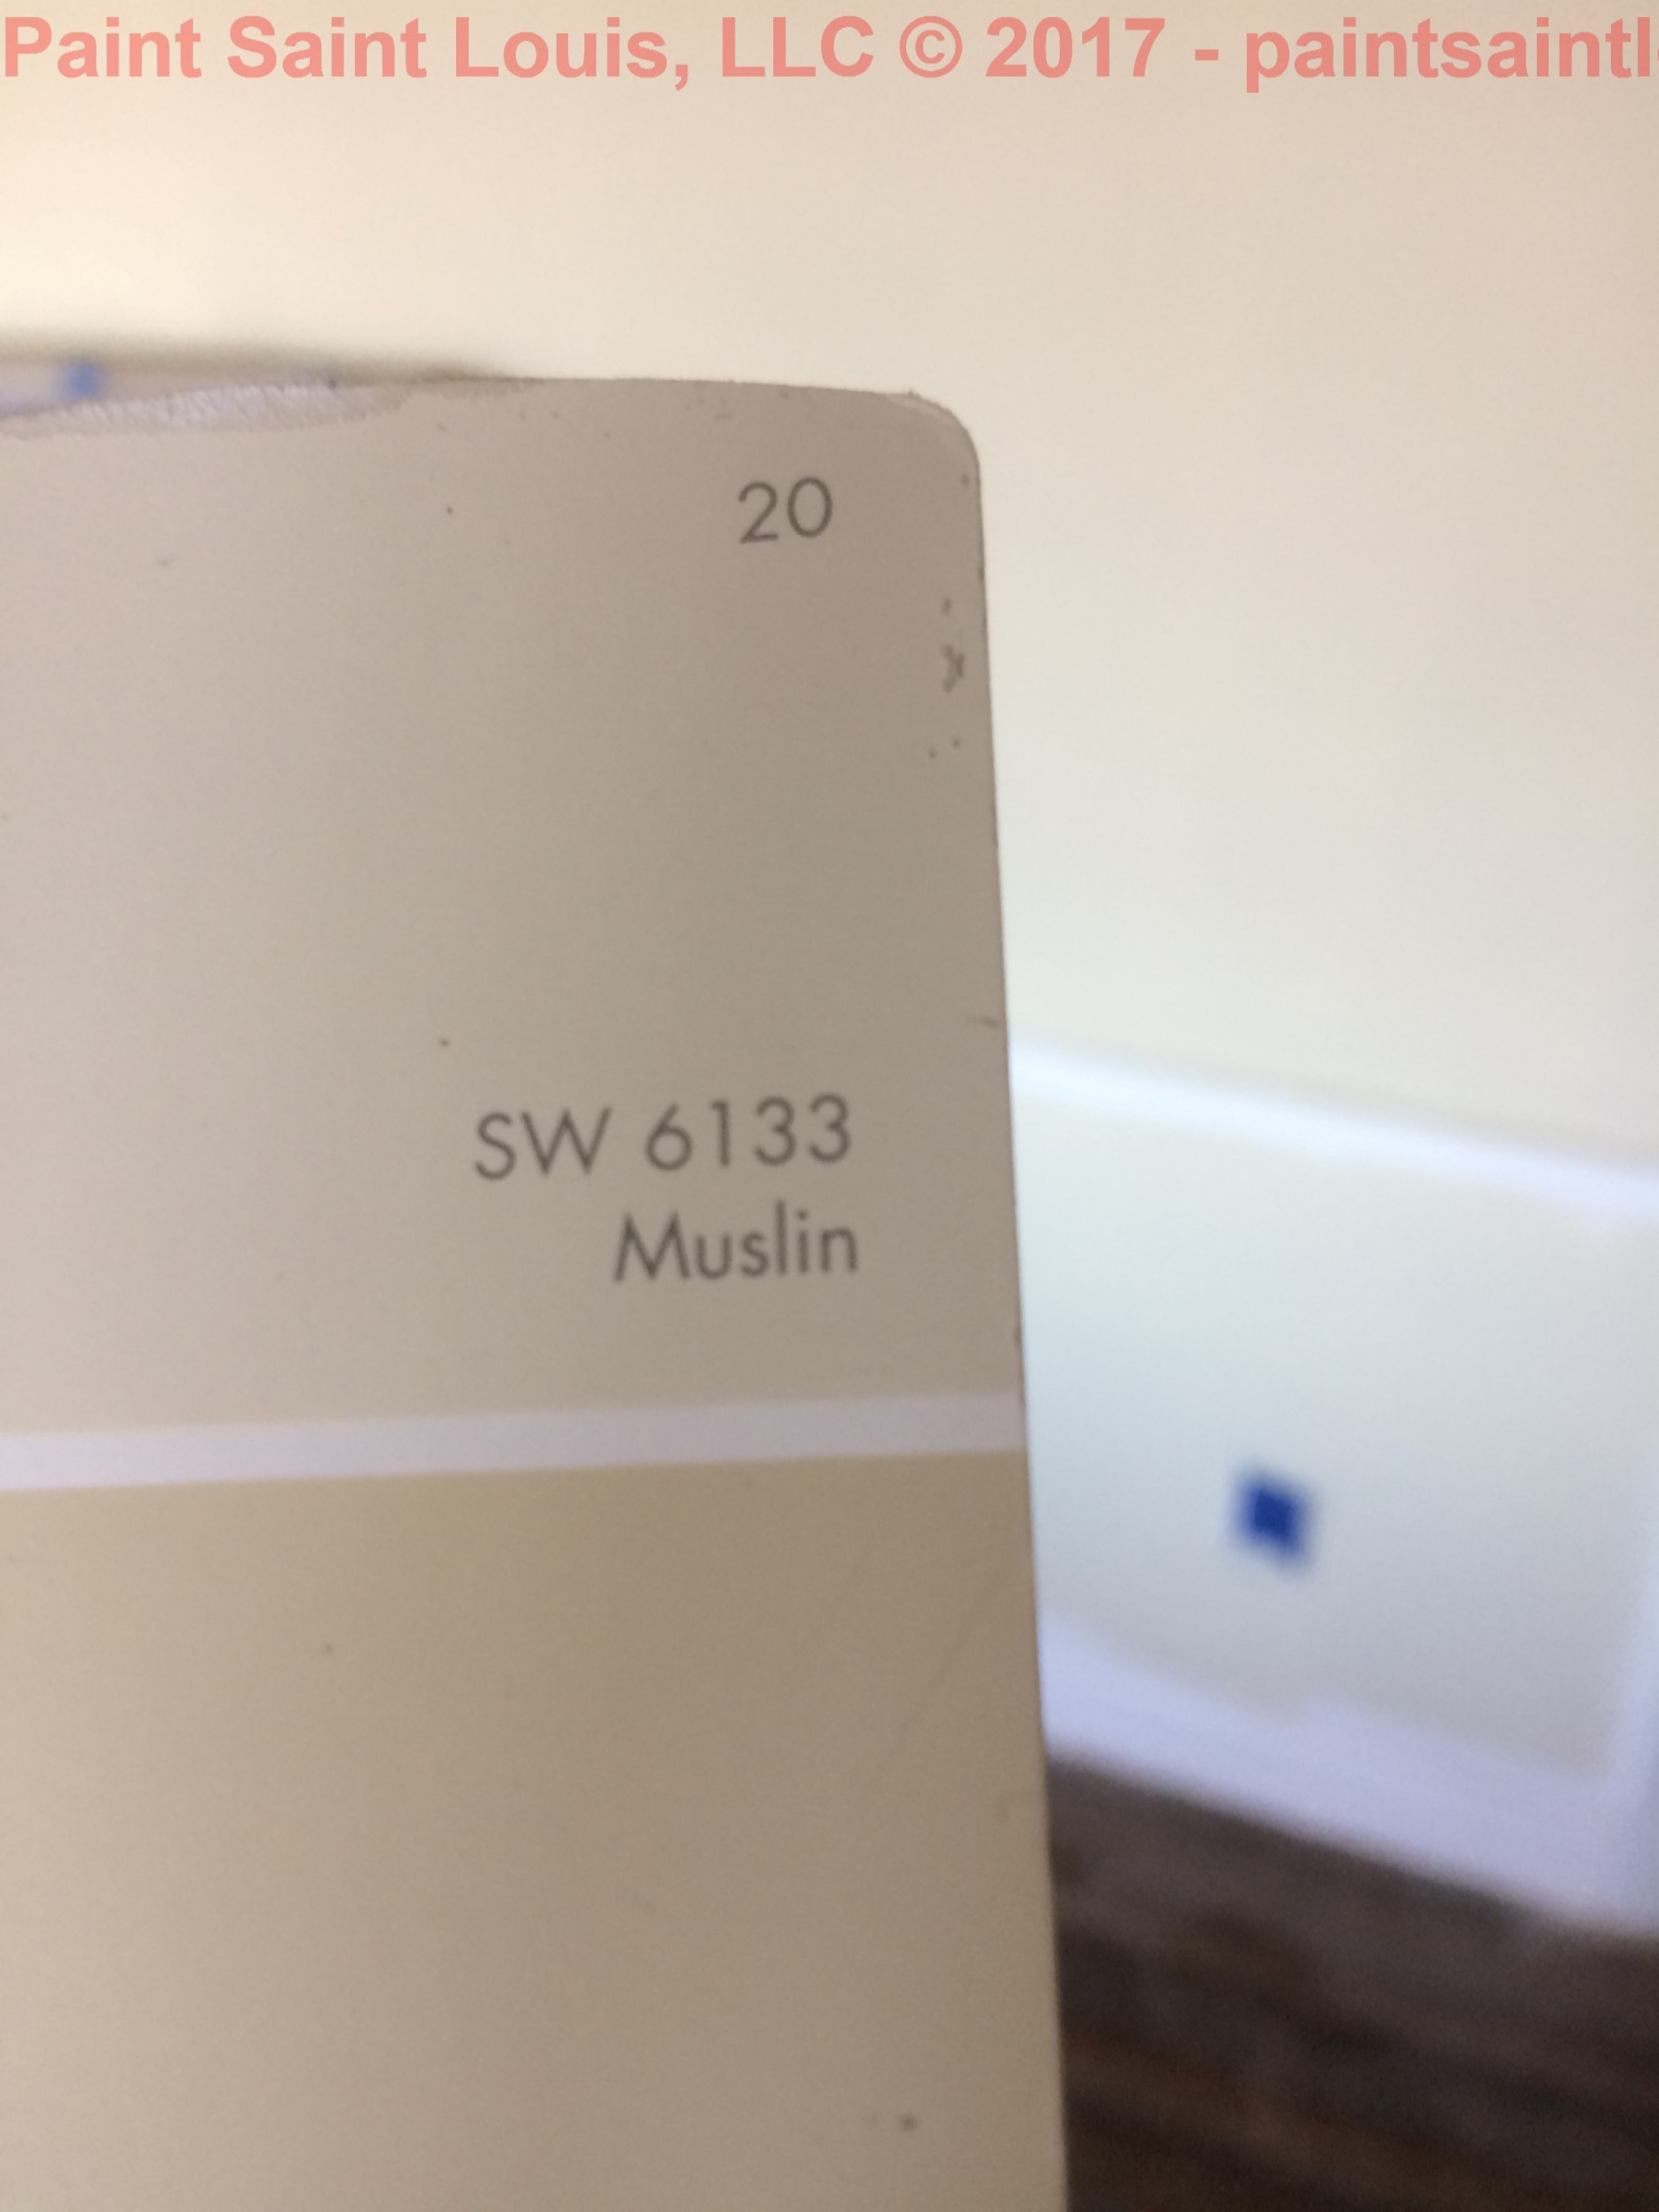 Paint Saint Louis, LLC © 2017 - paintsaintl
20
SW 6133
Muslin